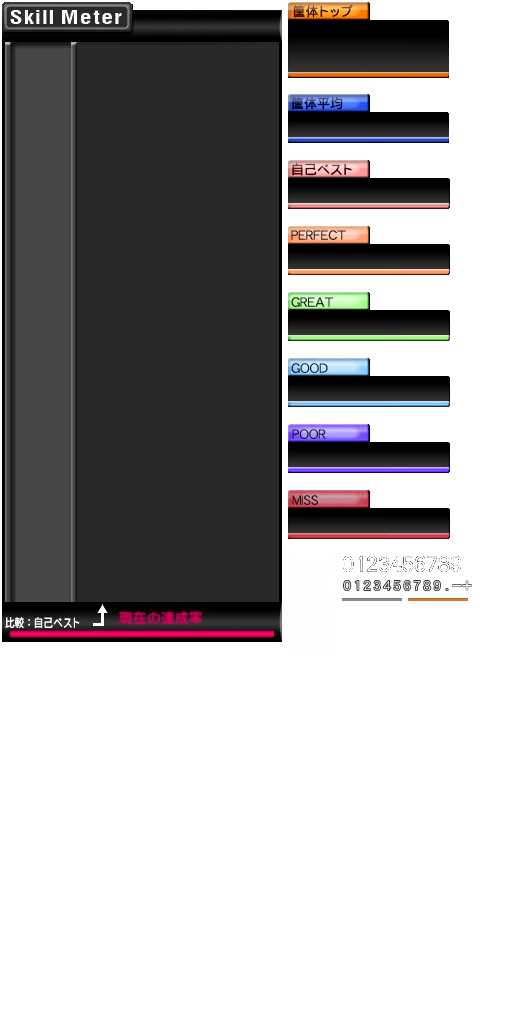 Skill Meter
比較：自己ベスト
現在の達成率
筐体トップ
筐体平均
自己ベスト
PERFECT
GREAT
GOOD
POOR
MISS
0123456789
0123456789.-+